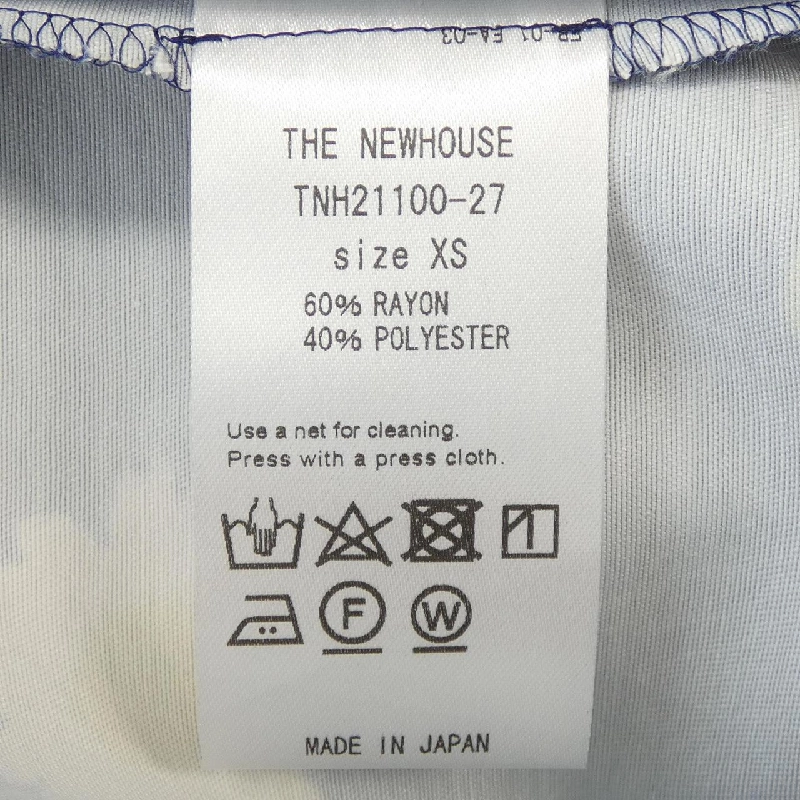 THE NEWHOUSE
TNH21100-27
size XS
60% RAYON
40% POLYESTER
Use a net for cleaning.
Press with a press cloth.
F W
MADE IN JAPAN